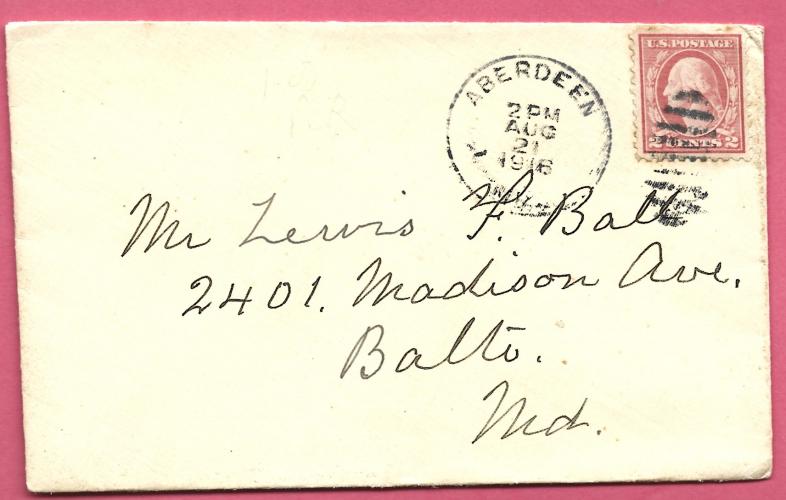 U.S. POSTAGE
2 CENTS 2
ABERDEEN
2 PM
AUG
21
1916
Mr Lewis F. Ball
2401. Madison Ave.
Balto.
Md.